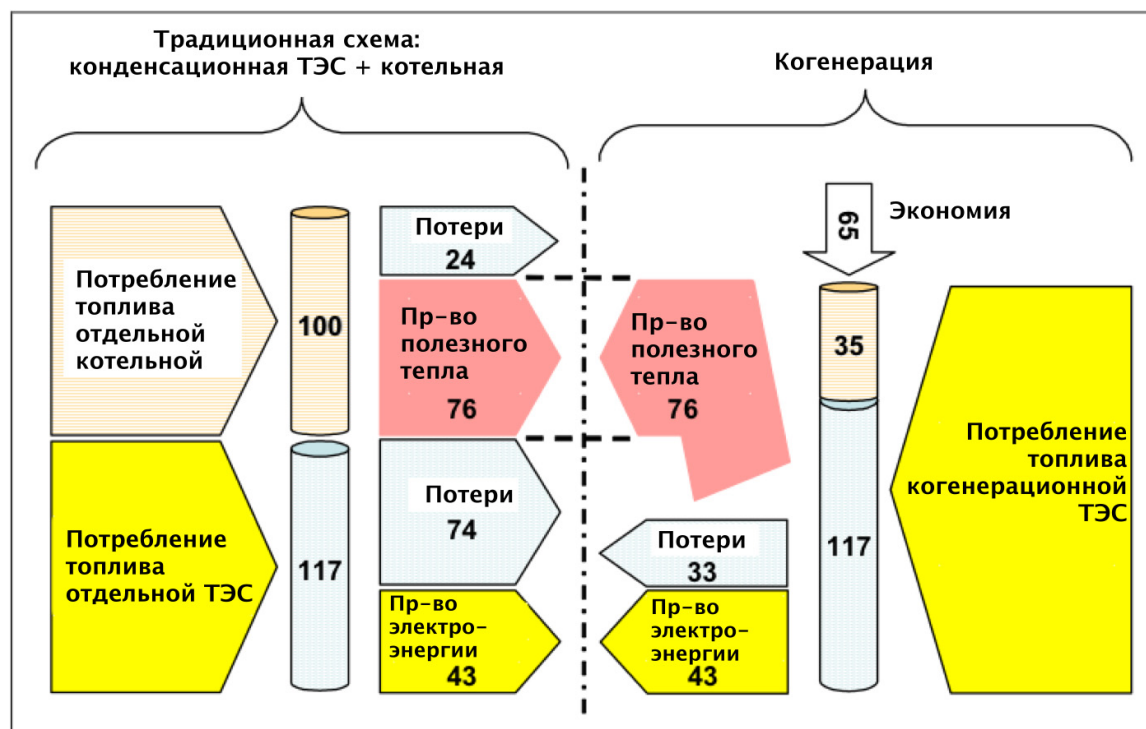 Традиционная схема:
конденсационная ТЭС + котельная
Когенерация
Потребление
топлива
отдельной
котельной
100
Потери
24
Пр-во
полезного
тепла
76
Потребление
топлива
отдельной ТЭС
117
Потери
74
Пр-во
электро-
энергии
43
Пр-во
полезного
тепла
76
Потери
33
Пр-во
электро-
энергии
43
65
Экономия
35
117
Потребление
топлива
когенерационной
ТЭС